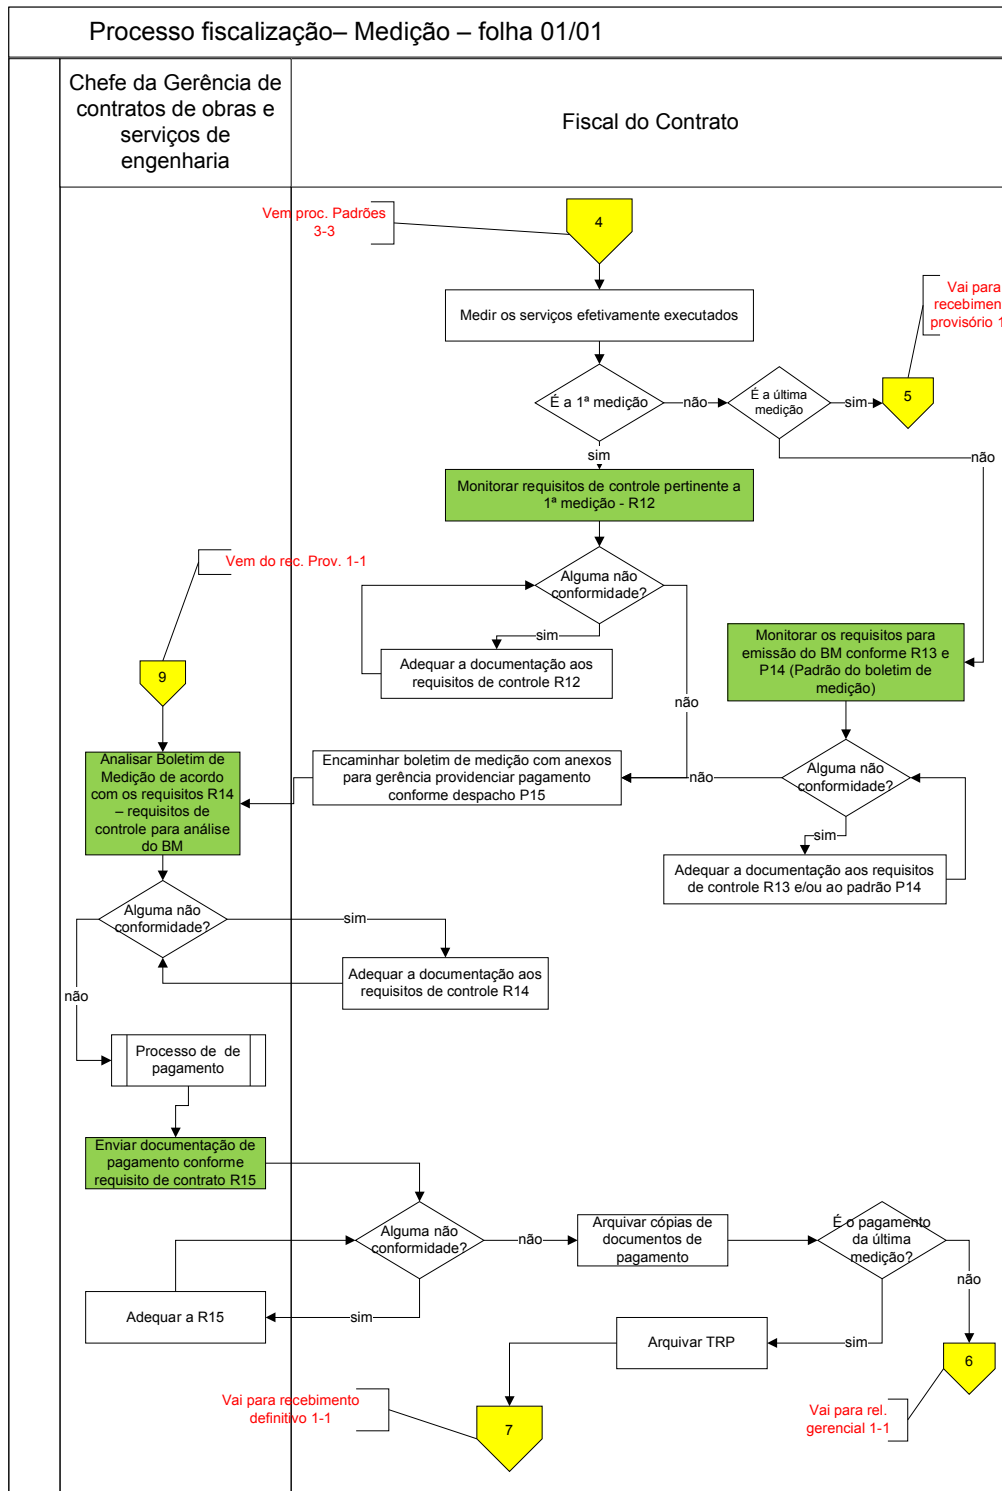 Processo fiscalização– Medição – folha 01/01
Chefe da Gerência de
contratos de obras e
serviços de
engenharia
Fiscal do Contrato
Vem proc. Padrões
3-3
4
Medir os serviços efetivamente executados
Vai para
recebimen
provisório 1
É a 1ª medição
não
É a última
medição
sim
5
sim
não
Monitorar requisitos de controle pertinente a
1ª medição - R12
Vem do rec. Prov. 1-1
Alguma não
conformidade?
sim
Adequar a documentação aos
requisitos de controle R12
não
Monitorar os requisitos para
emissão do BM conforme R13 e
P14 (Padrão do boletim de
medição)
9
Analisar Boletim de
Medição de acordo
com os requisitos R14
– requisitos de
controle para análise
do BM
Encaminhar boletim de medição com anexos
para gerência providenciar pagamento
conforme despacho P15
não
Alguma não
conformidade?
sim
Adequar a documentação aos requisitos
de controle R13 e/ou ao padrão P14
Alguma não
conformidade?
sim
Adequar a documentação aos
requisitos de controle R14
não
Processo de  de
pagamento
Enviar documentação de
pagamento conforme
requisito de contrato R15
Alguma não
conformidade?
não
Arquivar cópias de
documentos de
pagamento
É o pagamento
da última
medição?
não
Adequar a R15
sim
Arquivar TRP
sim
6
Vai para recebimento
definitivo 1-1
7
Vai para rel.
gerencial 1-1